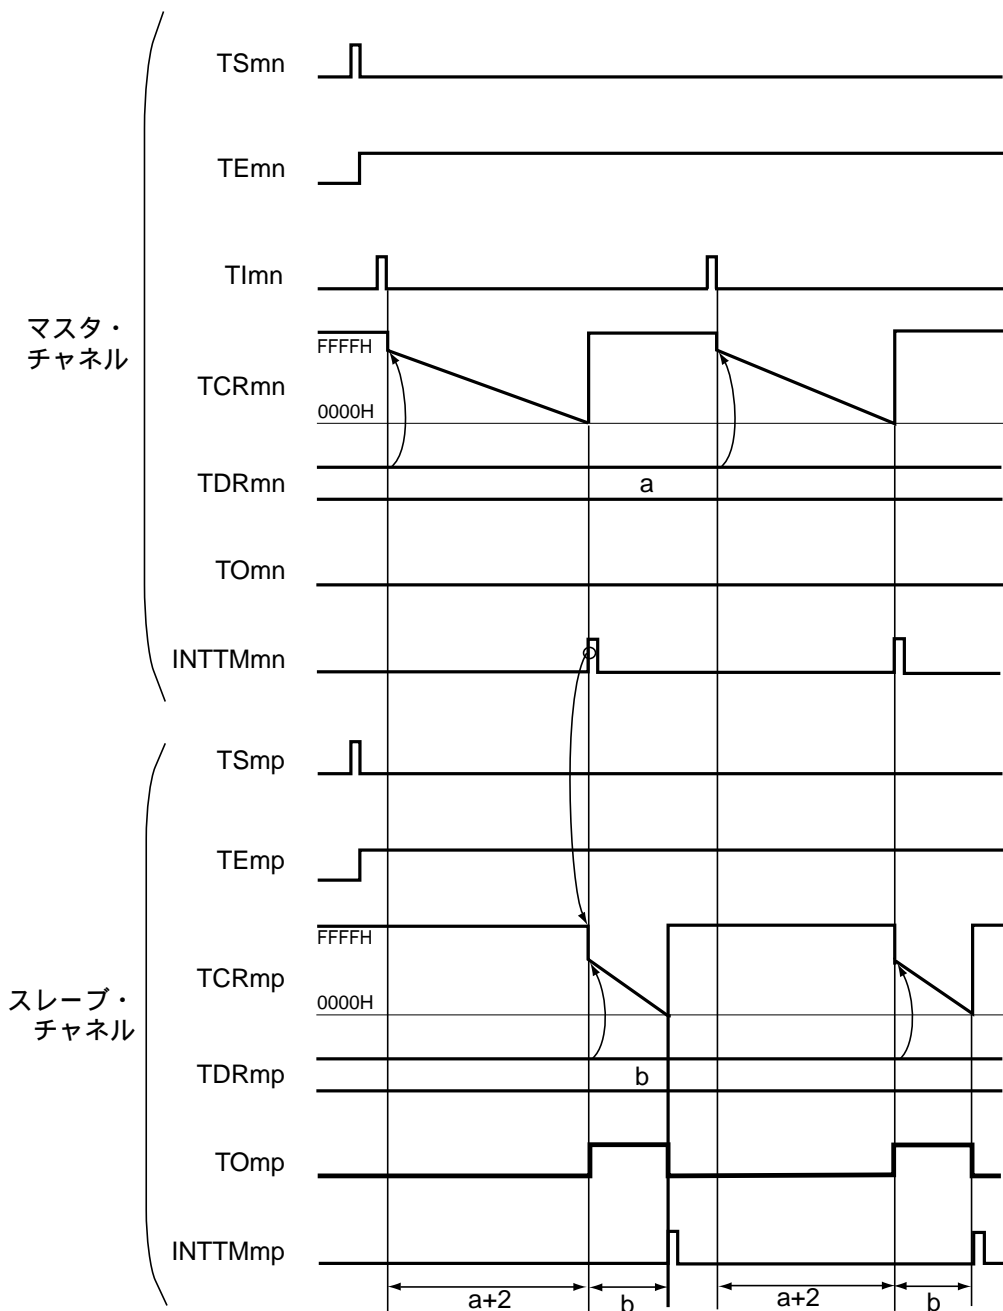 TSmn
TEmn
TImn
マスタ・
チャネル
FFFFH
TCRmn
0000H
TDRmn
a
TOmn
INTTMmn
TSmp
TEmp
FFFFH
TCRmp
0000H
スレーブ・
チャネル
TDRmp
b
TOmp
INTTMmp
a+2
b
a+2
b